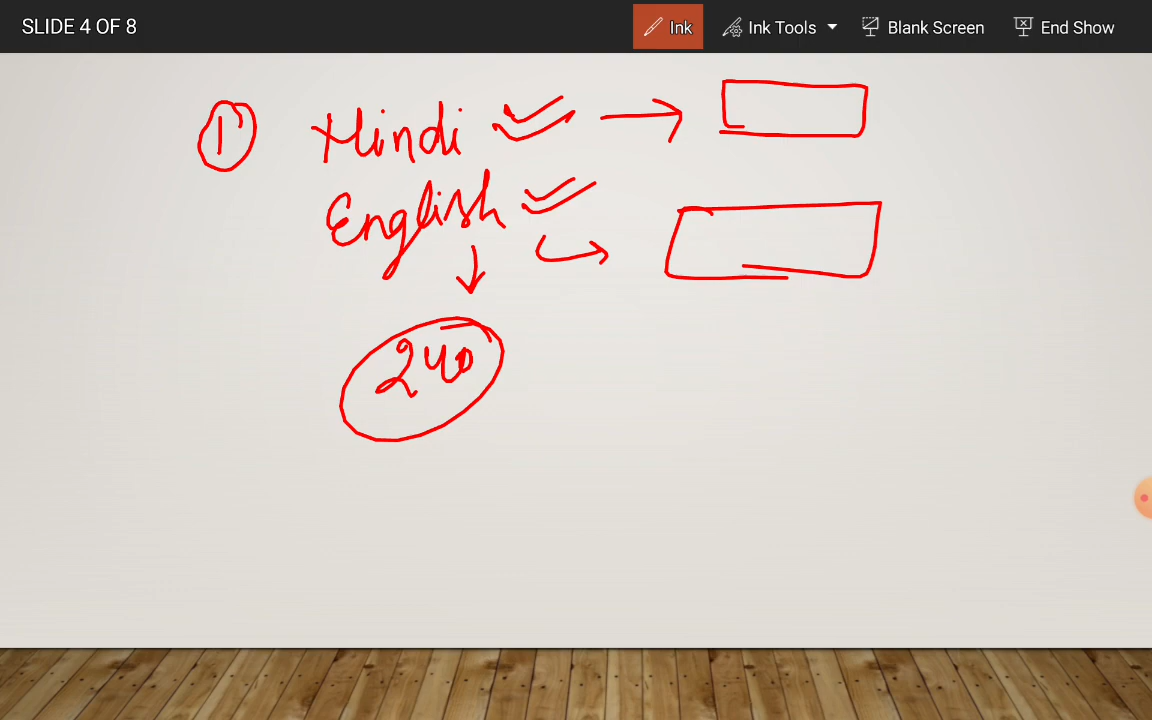 SLIDE 4 OF 8 Ink Ink Tools Blank Screen End Show
1 Hindi
English
240